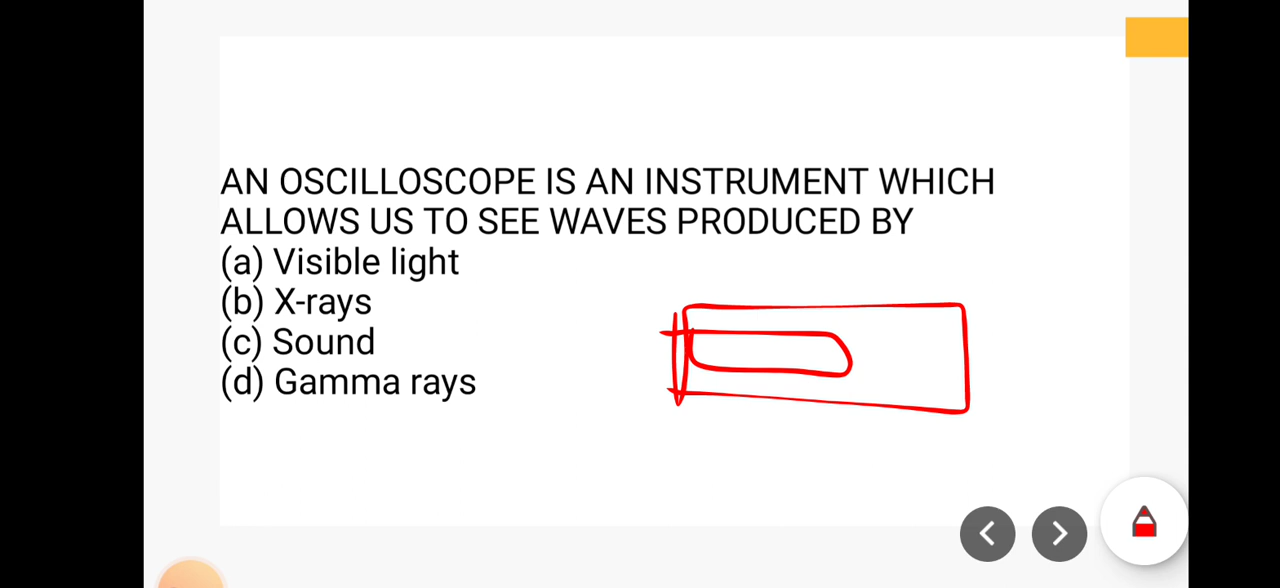 AN OSCILLOSCOPE IS AN INSTRUMENT WHICH
ALLOWS US TO SEE WAVES PRODUCED BY
(a) Visible light
(b) X-rays
(c) Sound
(d) Gamma rays